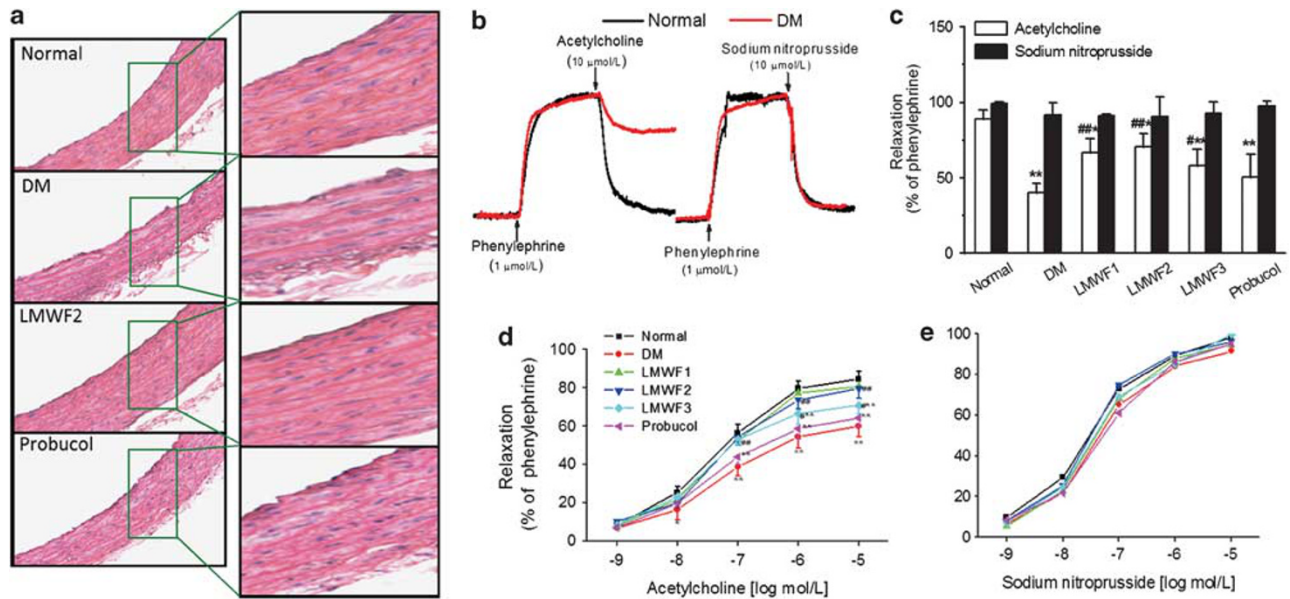 a
Normal
DM
LMWF2
Probucol
b
Normal
DM
Acetylcholine
(10 μmol/L)
Sodium nitroprusside
(10 μmol/L)
Phenylephrine
(1 μmol/L)
Phenylephrine
(1 μmol/L)
c
Acetylcholine
Sodium nitroprusside
Relaxation
(% of phenylephrine)
150
100
50
0
**
##*
##*
#**
**
Normal
DM
LMWF1
LMWF2
LMWF3
Probucol
d
Normal
DM
LMWF1
LMWF2
LMWF3
Probucol
Relaxation
(% of phenylephrine)
100
80
60
40
20
0
##
**
*
##
**
**
##
**
-9
-8
-7
-6
-5
Acetylcholine [log mol/L]
e
100
80
60
40
20
0
-9
-8
-7
-6
-5
Sodium nitroprusside [log mol/L]